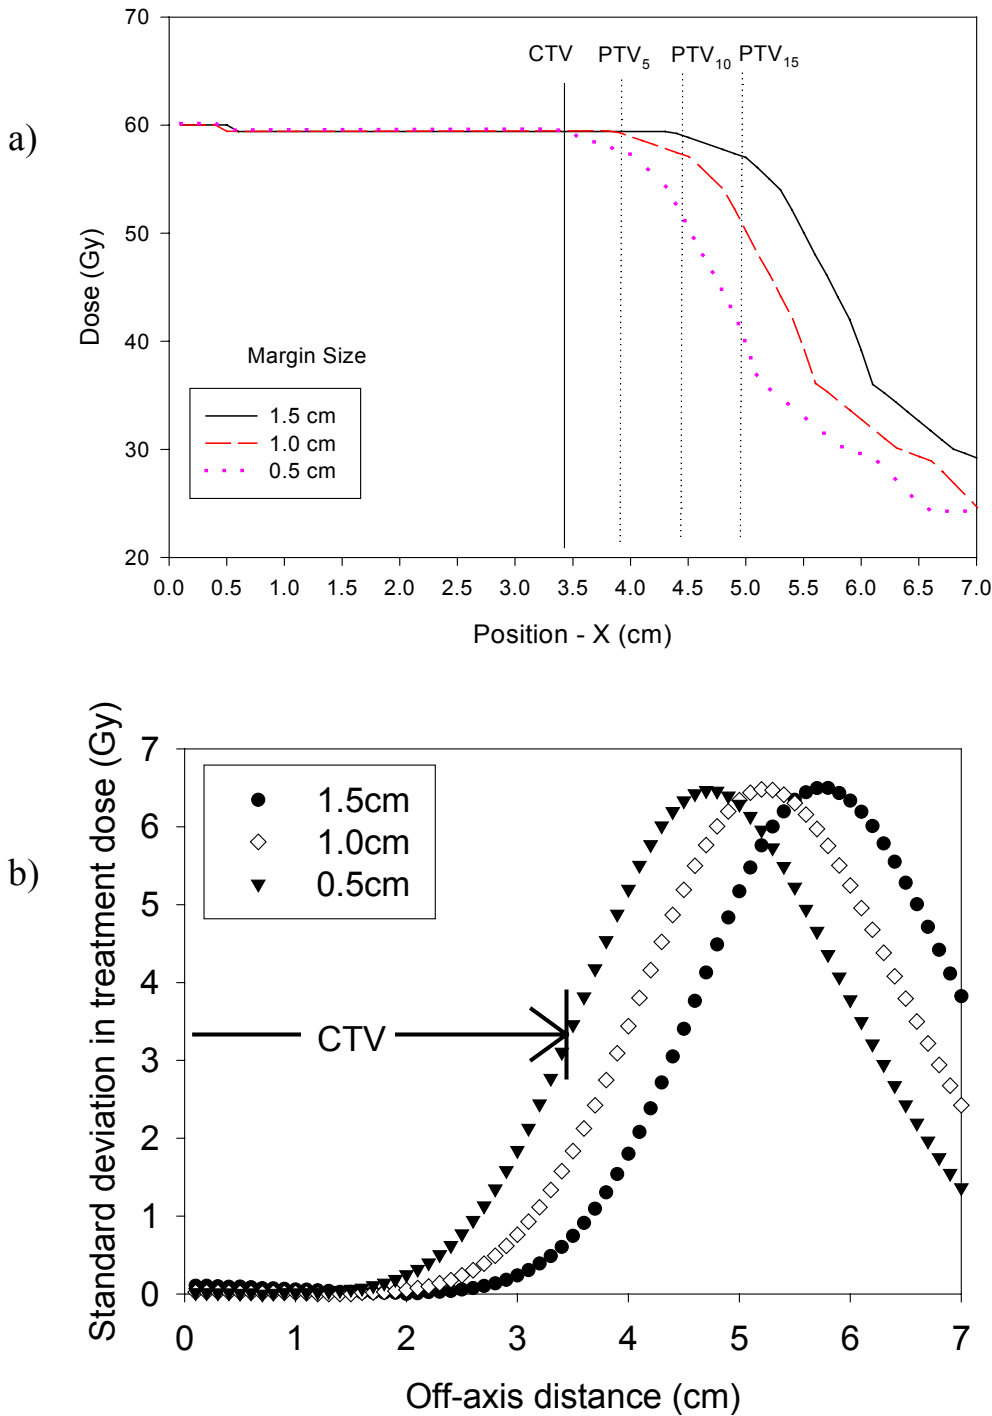 a)
70
60
50
40
30
20
Dose (Gy)
CTV PTV5 PTV10 PTV15
Margin Size
1.5 cm
1.0 cm
0.5 cm
0.0 0.5 1.0 1.5 2.0 2.5 3.0 3.5 4.0 4.5 5.0 5.5 6.0 6.5 7.0
Position - X (cm)
b)
7
6
5
4
3
2
1
0
Standard deviation in treatment dose (Gy)
1.5cm
1.0cm
0.5cm
CTV
0 1 2 3 4 5 6 7
Off-axis distance (cm)